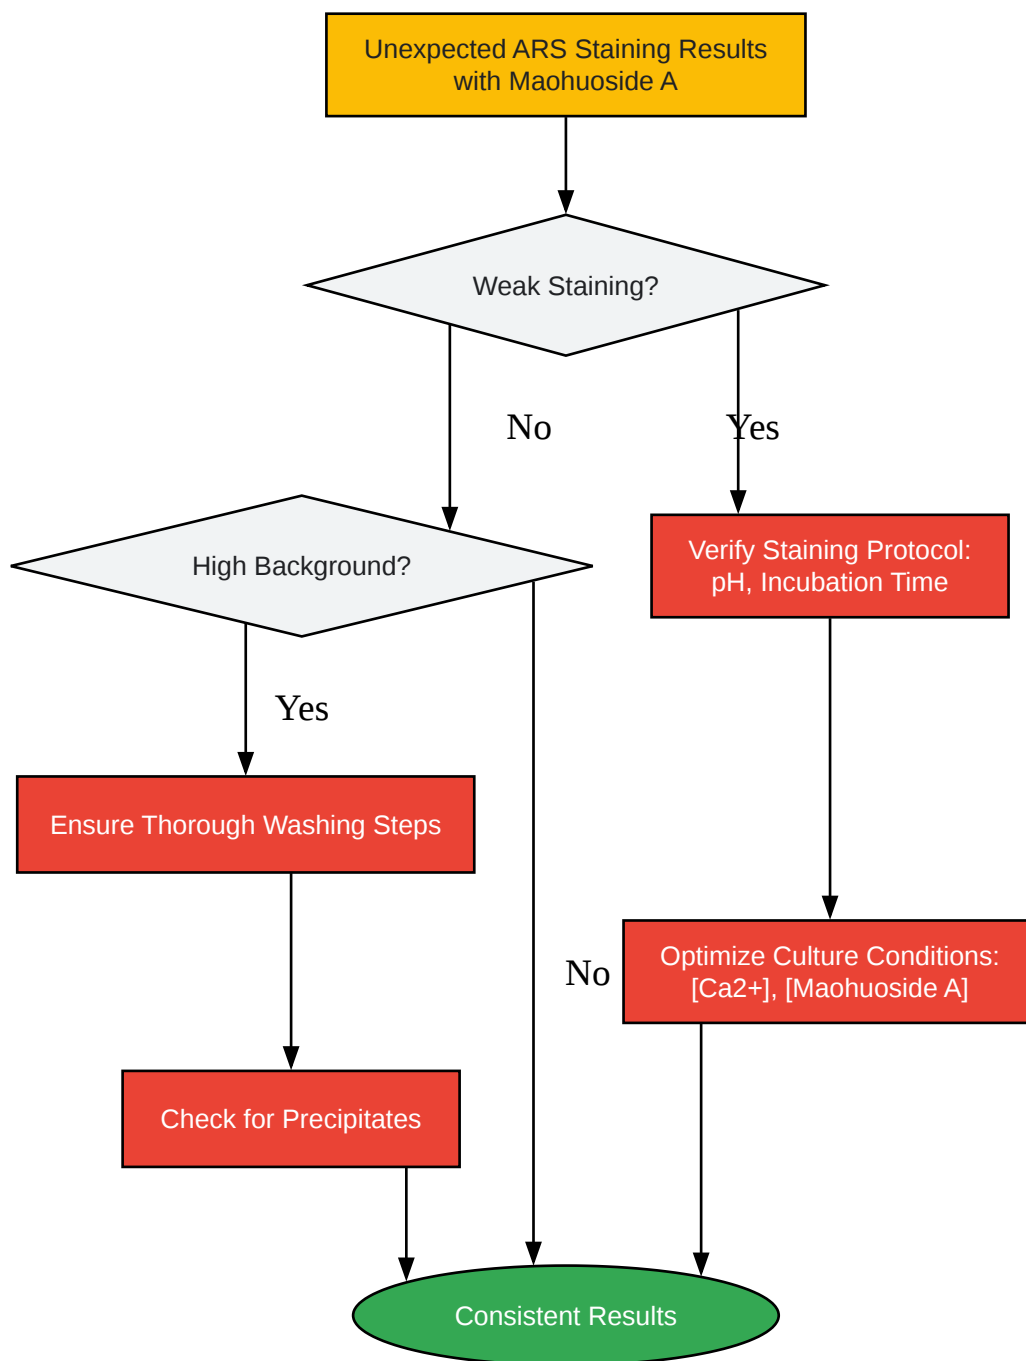 Unexpected ARS Staining Results
with Maohuoside A
Weak Staining?
No
Yes
High Background?
Verify Staining Protocol:
pH, Incubation Time
Yes
Ensure Thorough Washing Steps
No
Optimize Culture Conditions:
[Ca2+], [Maohuoside A]
Check for Precipitates
Consistent Results